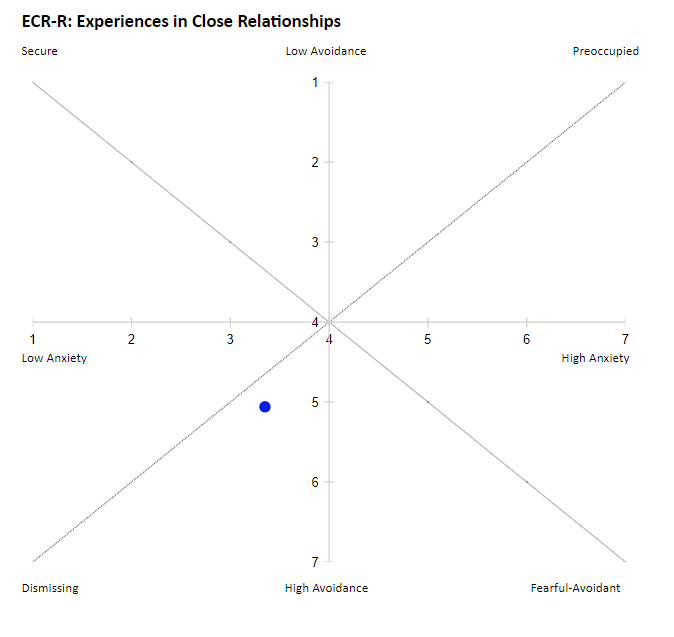 ECR-R: Experiences in Close Relationships
Secure Low Avoidance Preoccupied
1
2
3
4
1 2 3 4 5 6 7
Low Anxiety High Anxiety
5
6
7
Dismissing High Avoidance Fearful-Avoidant